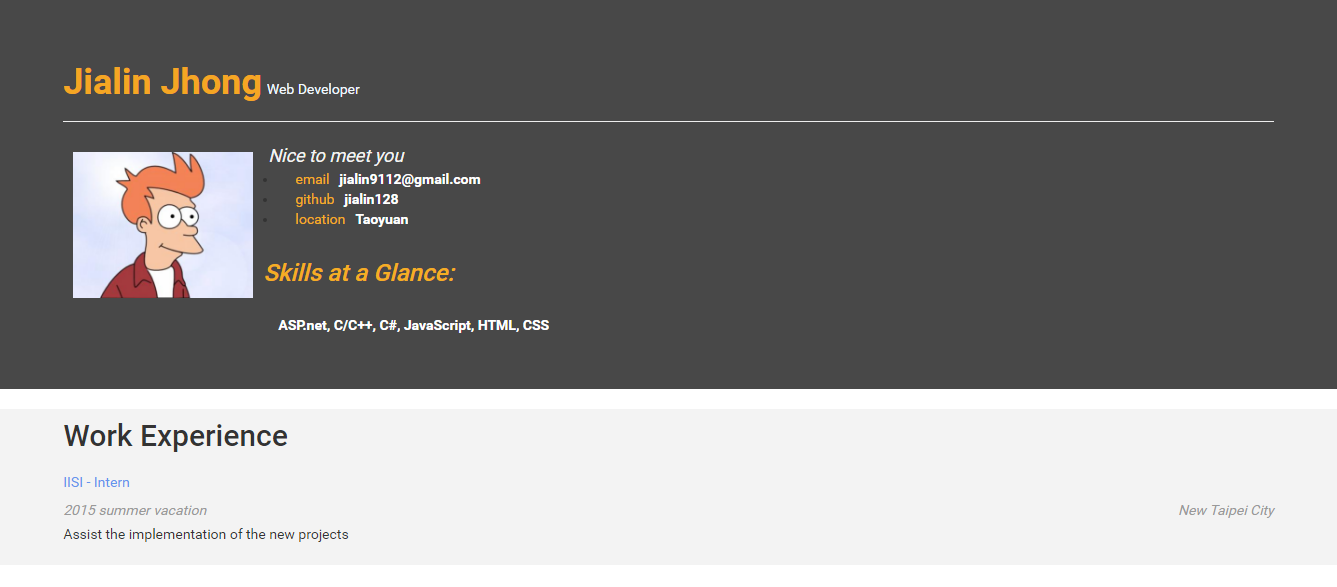 Jialin Jhong Web Developer
Nice to meet you
email jialin9112@gmail.com
github jialin128
location Taoyuan
Skills at a Glance:
ASP.net, C/C++, C#, JavaScript, HTML, CSS
Work Experience
IISI - Intern
2015 summer vacation New Taipei City
Assist the implementation of the new projects